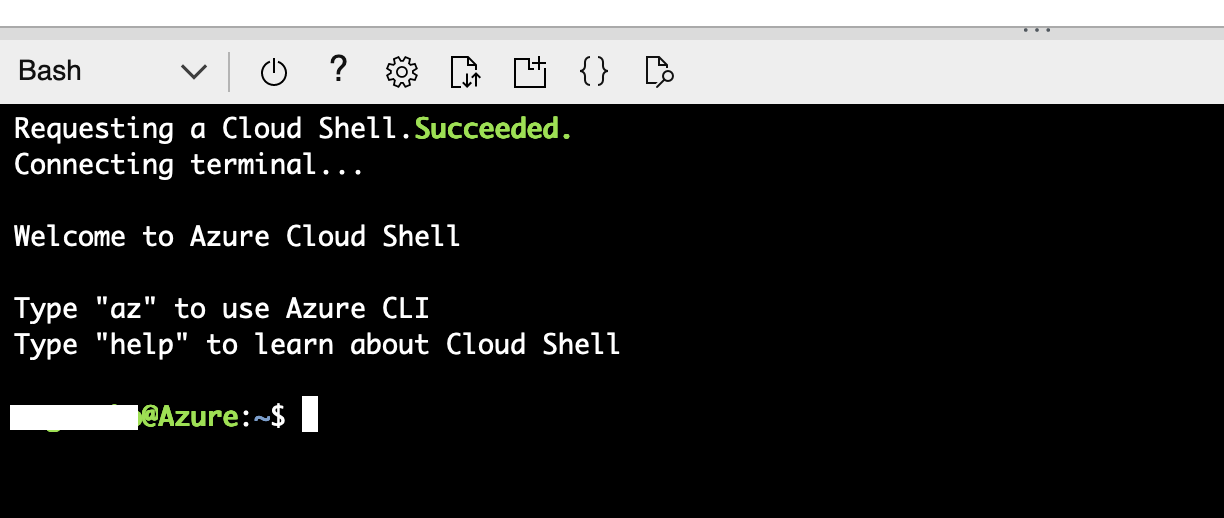 Bash
Requesting a Cloud Shell.Succeeded.
Connecting terminal...
Welcome to Azure Cloud Shell
Type "az" to use Azure CLI
Type "help" to learn about Cloud Shell
@Azure:~$